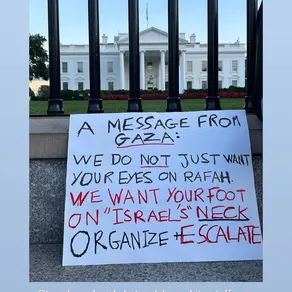 A MESSAGE FROM
GAZA:
WE DO NOT JUST WANT
YOUR EYES ON RAFAH.
WE WANT YOUR FOOT
ON "ISRAEL'S" NECK
ORGANIZE + ESCALATE